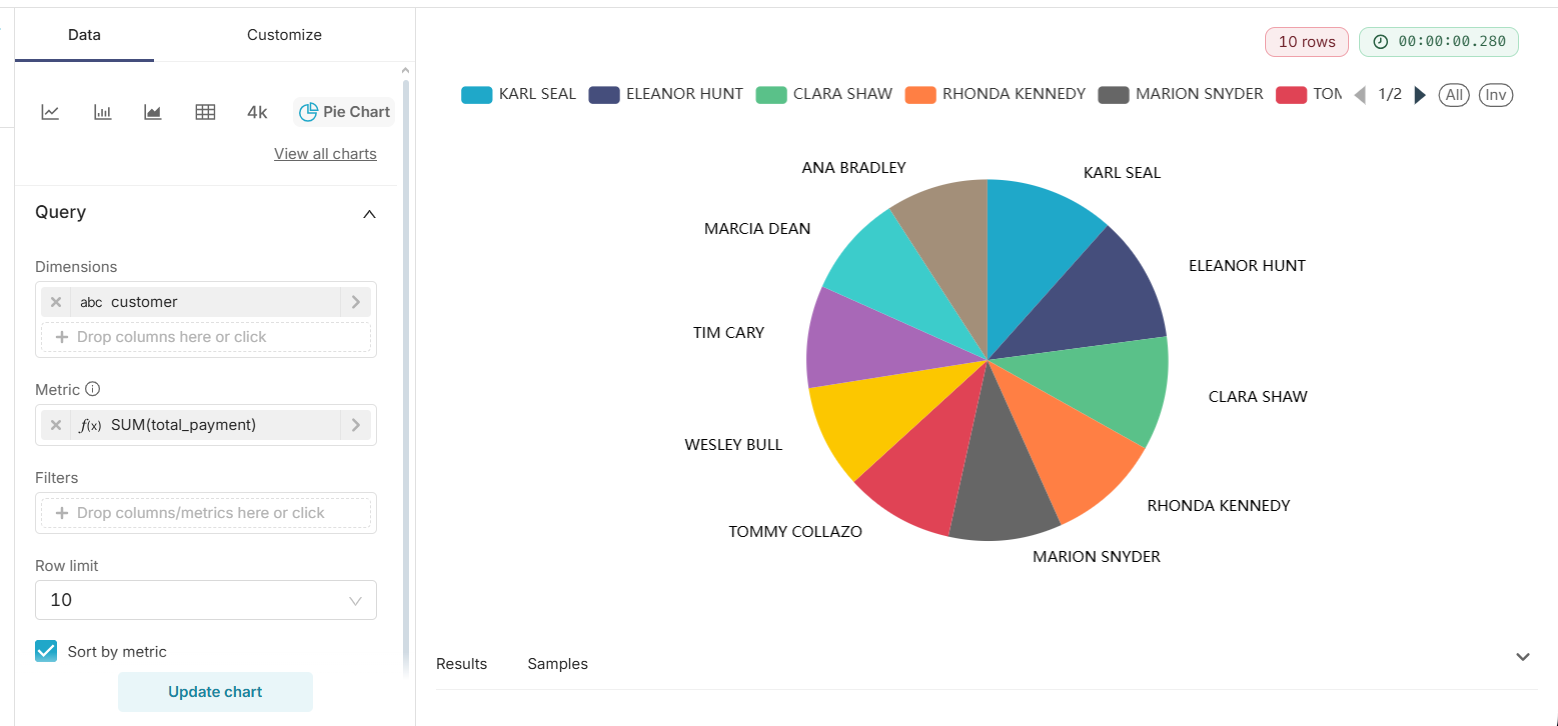 Data Customize
10 rows 00:00:00.280
KARL SEAL ELEANOR HUNT CLARA SHAW RHONDA KENNEDY MARION SNYDER 1/2 All Inv
4k Pie Chart
View all charts
Query
Dimensions
abc customer
Drop columns here or click
Metric
f(x) SUM(total_payment)
Filters
Drop columns/metrics here or click
Row limit
10
Sort by metric
Update chart
ANA BRADLEY
KARL SEAL
MARCIA DEAN
ELEANOR HUNT
TIM CARY
CLARA SHAW
WESLEY BULL
RHONDA KENNEDY
TOMMY COLLAZO
MARION SNYDER
Results Samples